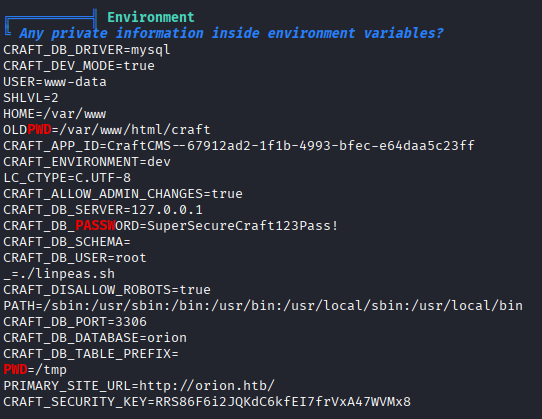 Environment
Any private information inside environment variables?
CRAFT_DB_DRIVER=mysql
CRAFT_DEV_MODE=true
USER=www-data
SHLVL=2
HOME=/var/www
OLDPWD=/var/www/html/craft
CRAFT_APP_ID=CraftCMS--67912ad2-1f1b-4993-bfec-e64daa5c23ff
CRAFT_ENVIRONMENT=dev
LC_CTYPE=C.UTF-8
CRAFT_ALLOW_ADMIN_CHANGES=true
CRAFT_DB_SERVER=127.0.0.1
CRAFT_DB_PASSWORD=SuperSecureCraft123Pass!
CRAFT_DB_SCHEMA=
CRAFT_DB_USER=root
_=./linpeas.sh
CRAFT_DISALLOW_ROBOTS=true
PATH=/sbin:/usr/sbin:/bin:/usr/bin:/usr/local/sbin:/usr/local/bin
CRAFT_DB_PORT=3306
CRAFT_DB_DATABASE=orion
CRAFT_DB_TABLE_PREFIX=
PWD=/tmp
PRIMARY_SITE_URL=http://orion.htb/
CRAFT_SECURITY_KEY=RRS86F6i2JQKdC6kfEI7frVxA47WVMx8